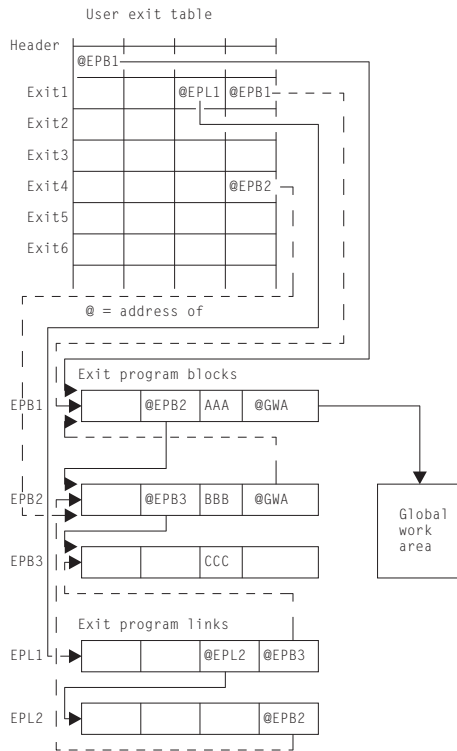 User exit table
Header
@EPB1
Exit1 @EPL1 @EPB1
Exit2
Exit3
Exit4 @EPB2
Exit5
Exit6
@ = address of
Exit program blocks
EPB1 @EPB2 AAA @GWA
EPB2 @EPB3 BBB @GWA
Global
work
area
EPB3 CCC
Exit program links
EPL1 @EPL2 @EPB3
EPL2 @EPB2